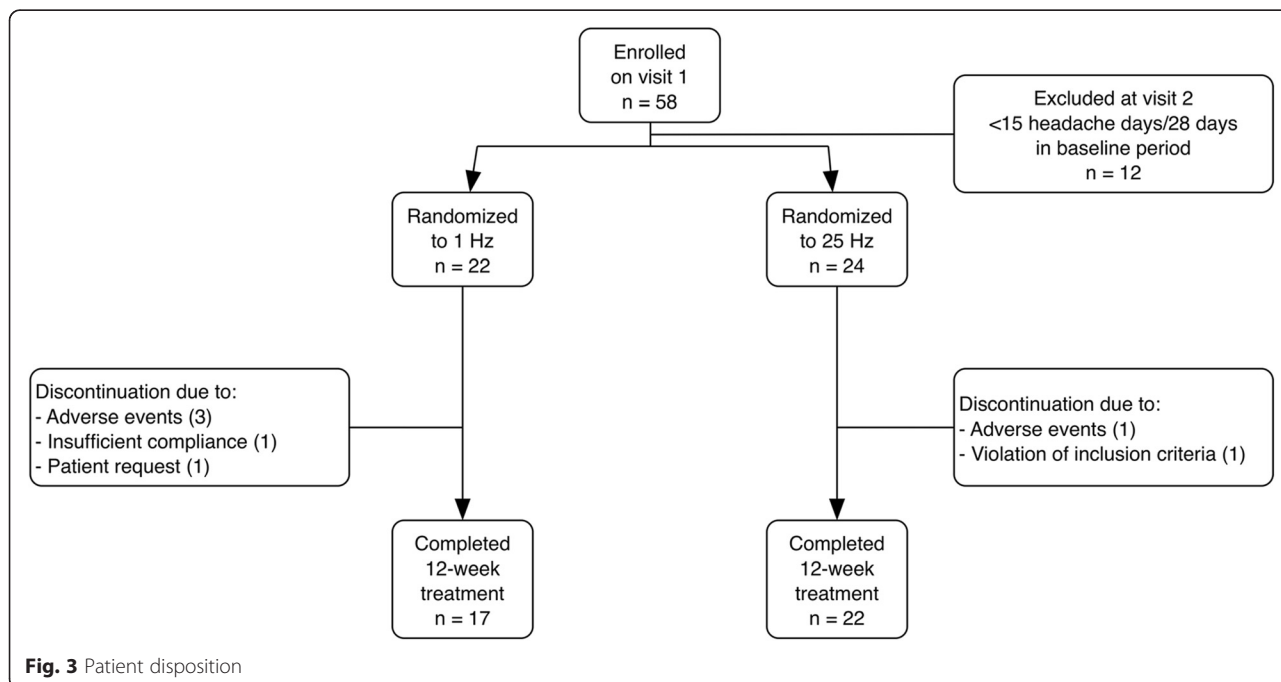 Enrolled
on visit 1
n = 58
Excluded at visit 2
<15 headache days/28 days
in baseline period
n = 12
Randomized
to 1 Hz
n = 22
Randomized
to 25 Hz
n = 24
Discontinuation due to:
- Adverse events (3)
- Insufficient compliance (1)
- Patient request (1)
Discontinuation due to:
- Adverse events (1)
- Violation of inclusion criteria (1)
Completed
12-week
treatment
n = 17
Completed
12-week
treatment
n = 22
Fig. 3 Patient disposition